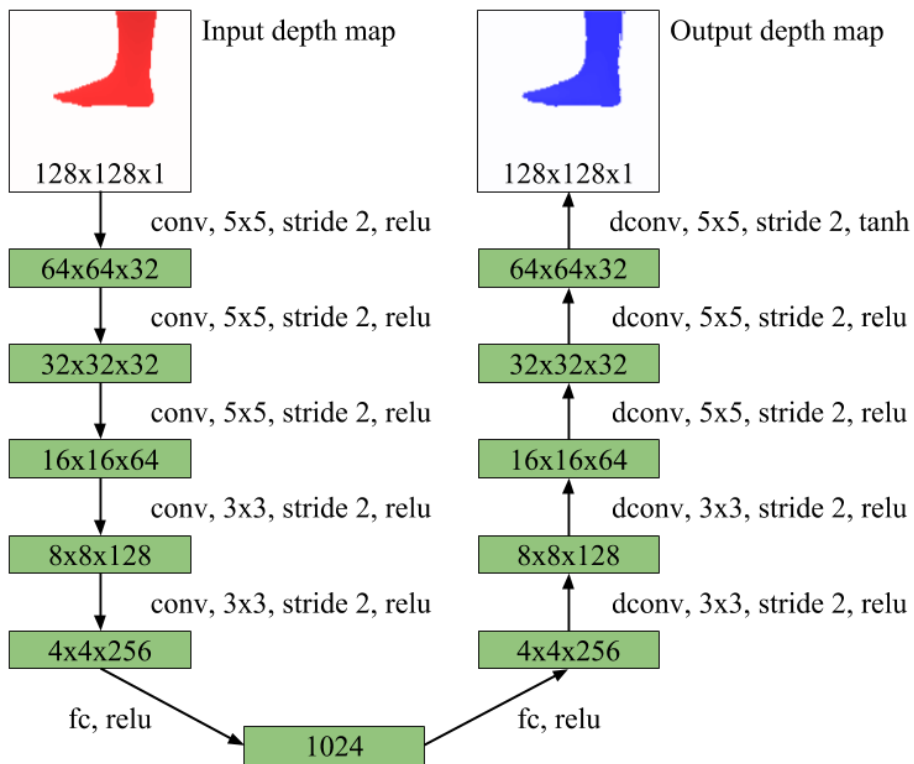 Input depth map
128x128x1
conv, 5x5, stride 2, relu
64x64x32
conv, 5x5, stride 2, relu
32x32x32
conv, 5x5, stride 2, relu
16x16x64
conv, 3x3, stride 2, relu
8x8x128
conv, 3x3, stride 2, relu
4x4x256
fc, relu
1024
fc, relu
4x4x256
dconv, 3x3, stride 2, relu
8x8x128
dconv, 3x3, stride 2, relu
16x16x64
dconv, 5x5, stride 2, relu
32x32x32
dconv, 5x5, stride 2, relu
64x64x32
dconv, 5x5, stride 2, tanh
128x128x1
Output depth map